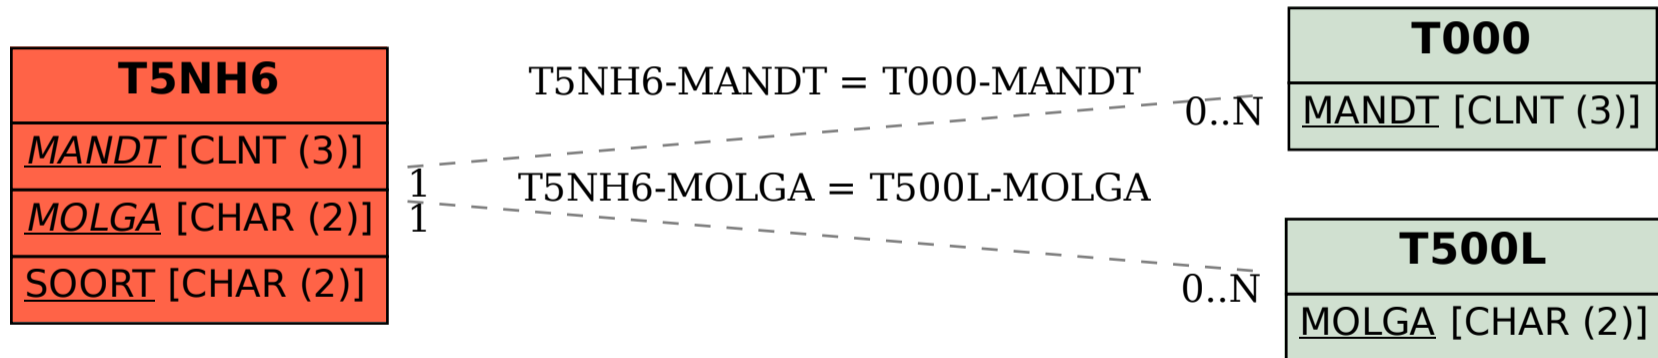 T5NH6
MANDT [CLNT (3)]
MOLGA [CHAR (2)]
SOORT [CHAR (2)]
T5NH6-MANDT = T000-MANDT
0..N
1
T5NH6-MOLGA = T500L-MOLGA
1
0..N
T000
MANDT [CLNT (3)]
T500L
MOLGA [CHAR (2)]